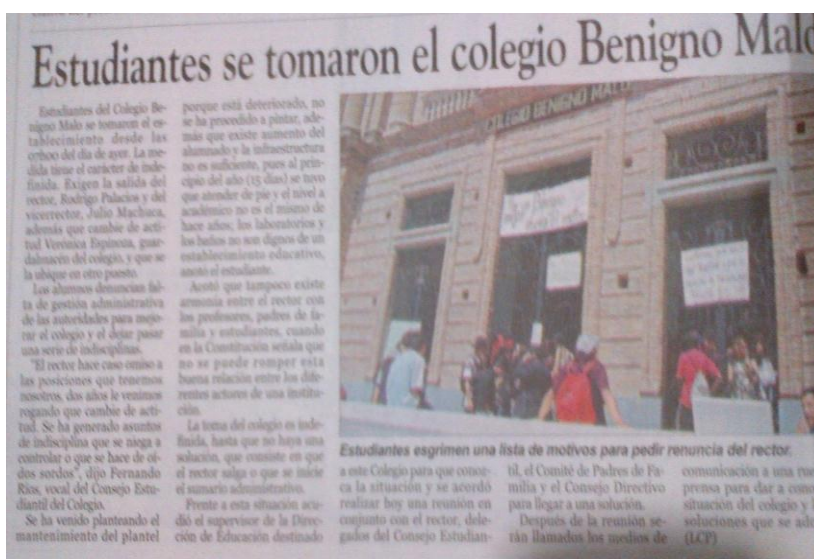 Estudiantes se tomaron el colegio Benigno Malo
Estudiantes del Colegio Be-
nigno Malo se tomaron el es-
tablecimiento desde las
07h00 del día de ayer. La me-
dida tiene el carácter de inde-
finida. Exigen la salida del
rector, Rodrigo Palacios y del
vicerrector, Julio Machuca,
además que cambie de acti-
tud Verónica Espinoza, guar-
dalmacén del colegio, y que se
la ubique en otro puesto.
Los alumnos denuncian fal-
ta de gestión administrativa
de las autoridades para mejo-
rar el colegio y el dejar pasar
una serie de indisciplinas.
"El rector hace caso omiso a
las posiciones que tenemos
nosotros, dos años le venimos
rogando que cambie de acti-
tud. Se ha generado asuntos
de indisciplina que se niega a
controlar o que se hace de oí-
dos sordos", dijo Fernando
Ríos, vocal del Consejo Estu-
diantil del Colegio.
Se ha venido planteando el
mantenimiento del plantel
porque está deteriorado, no
se ha procedido a pintar, ade-
más que existe aumento del
alumnado y la infraestructura
no es suficiente, pues al prin-
cipio del año (15 días) se tuvo
que atender de pie y el nivel a
académico no es el mismo de
hace años; los laboratorios y
los baños no son dignos de un
establecimiento educativo,
anotó el estudiante.
Acotó que tampoco existe
armonía entre el rector con
los profesores, padres de fa-
milia y estudiantes, cuando
en la Constitución señala que
no se puede romper esta
buena relación entre los dife-
rentes actores de una institu-
ción.
La toma del colegio es inde-
finida, hasta que no haya una
solución, que consiste en que
el rector salga o que se inicie
el sumario administrativo.
Frente a esta situación acu-
dió el supervisor de la Direc-
ción de Educación destinado
COLEGIO BENIGNO MALO
Estudiantes esgrimen una lista de motivos para pedir renuncia del rector.
a este Colegio para que conoz-
ca la situación y se acordó
realizar hoy una reunión en
conjunto con el rector, dele-
gados del Consejo Estudian-
til, el Comité de Padres de Fa-
milia y el Consejo Directivo
para llegar a una solución.
Después de la reunión se-
rán llamados los medios de
comunicación a una rue
prensa para dar a cono
situación del colegio y l
soluciones que se ado
(LCP)